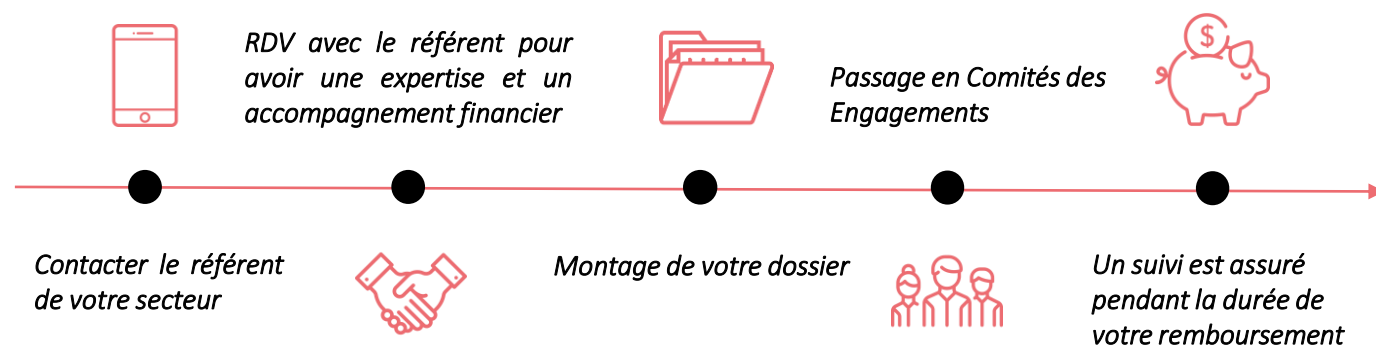 Contacter le référent
de votre secteur
RDV avec le référent pour
avoir une expertise et un
accompagnement financier
Montage de votre dossier
Passage en Comités des
Engagements
$
Un suivi est assuré
pendant la durée de
votre remboursement